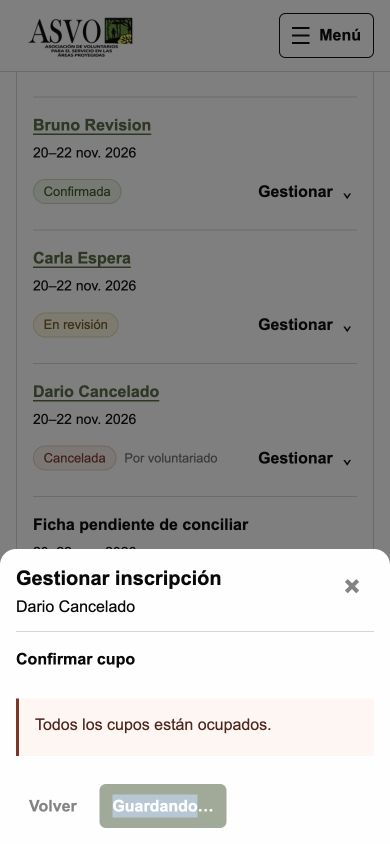 ASVO
ASOCIACIÓN DE VOLUNTARIOS
PARA EL SERVICIO EN LAS
ÁREAS PROTEGIDAS
Menú
Bruno Revision
20–22 nov. 2026
Confirmada
Gestionar
Carla Espera
20–22 nov. 2026
En revisión
Gestionar
Dario Cancelado
20–22 nov. 2026
Cancelada Por voluntariado
Gestionar
Ficha pendiente de conciliar
Gestionar inscripción
Dario Cancelado
Confirmar cupo
Todos los cupos están ocupados.
Volver
Guardando…